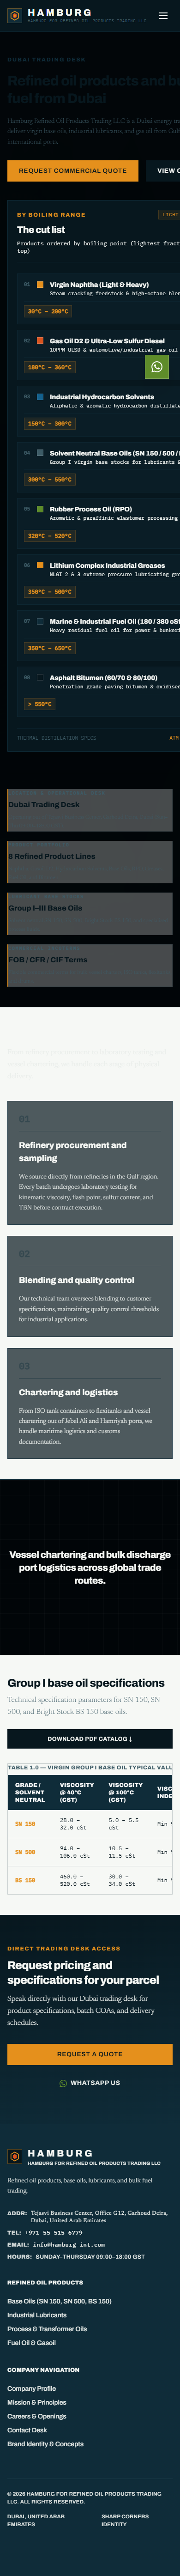 HAMBURG
HAMBURG FOR REFINED OIL PRODUCTS TRADING LLC
DUBAI TRADING DESK
Refined oil products and base
fuel from Dubai
Hamburg Refined Oil Products Trading LLC is a Dubai
deliver virgin base oils, industrial lubricants, and gas oil
international ports.
REQUEST COMMERCIAL QUOTE
VIEW
BY BOILING RANGE
LIGHT
The cut list
Products ordered by boiling point (lightest
top)
01
Virgin Naphtha (Light & Heavy)
Steam cracking feedstock & high-octane
30°C – 200°C
02
Gas Oil D2 & Ultra-Low Sulfur Diesel
10PPM ULSD & automotive/industrial gas oil
180°C – 360°C
03
Industrial Hydrocarbon Solvents
Aliphatic & aromatic hydrocarbon
150°C – 300°C
04
Solvent Neutral Base Oils (SN 150 / 500 /
Group I virgin base stocks for lubricants
300°C – 550°C
05
Rubber Process Oil (RPO)
Aromatic & paraffinic elastomer processing
320°C – 520°C
06
Lithium Complex Industrial Greases
NLGI 2 & 3 extreme pressure lubricating
350°C – 500°C
07
Marine & Industrial Fuel Oil (180 / 380
Heavy residual fuel oil for power &
350°C – 650°C
08
Asphalt Bitumen (60/70 & 80/100)
Penetration grade paving bitumen &
> 550°C
THERMAL DISTILLATION SPECS
ATM
Dubai Trading Desk
8 Refined Product Lines
Group I–III Base Oils
FOB / CFR / CIF Terms
01
Refinery procurement and
sampling
We source directly from refineries in the Gulf region.
Every batch undergoes laboratory assay for
kinematic viscosity, flash point, sulfur content, and
TBN before contract execution.
02
Blending and quality control
Our technical team oversees blending to customer
specifications, maintaining quality control thresholds
for industrial applications.
03
Chartering and logistics
From ISO tank containers to flexitanks and vessel
chartering out of Jebel Ali and Hamriyah ports, we
handle maritime logistics and customs
documentation.
Vessel chartering and bulk discharge
port logistics across global trade
routes.
Group I base oil specifications
Technical specification parameters for SN 150, SN
500, and Bright Stock BS 150 base oils.
DOWNLOAD PDF CATALOG ↓
TABLE 1.0 — VIRGIN GROUP I BASE OIL TYPICAL
GRADE / SOLVENT NEUTRAL VISCOSITY @ 40°C (CST) VISCOSITY @ 100°C (CST)
SN 150 28.0 – 32.0 cSt 5.0 – 5.5 cSt Min
SN 500 94.0 – 106.0 cSt 10.5 – 11.5 cSt Min
BS 150 460.0 – 520.0 cSt 30.0 – 34.0 cSt Min
DIRECT TRADING DESK ACCESS
Request pricing and
specifications for your parcel
Speak directly with our Dubai trading desk for
product specifications, batch COAs, and delivery
schedules.
REQUEST A QUOTE
WHATSAPP US
HAMBURG
HAMBURG FOR REFINED OIL PRODUCTS TRADING LLC
Refined oil products, base oils, lubricants, and bulk fuel
trading.
ADDR: Tejasvi Business Center, Office G12, Garhoud Deira,
Dubai, United Arab Emirates
TEL: +971 55 515 6779
EMAIL: info@hamburg-int.com
HOURS: SUNDAY–THURSDAY 09:00–18:00 GST
REFINED OIL PRODUCTS
Base Oils (SN 150, SN 500, BS 150)
Industrial Lubricants
Process & Transformer Oils
Fuel Oil & Gasoil
COMPANY NAVIGATION
Company Profile
Mission & Principles
Careers & Openings
Contact Desk
Brand Identity & Concepts
© 2026 HAMBURG FOR REFINED OIL PRODUCTS TRADING
LLC. ALL RIGHTS RESERVED.
DUBAI, UNITED ARAB EMIRATES
SHARP CORNERS IDENTITY